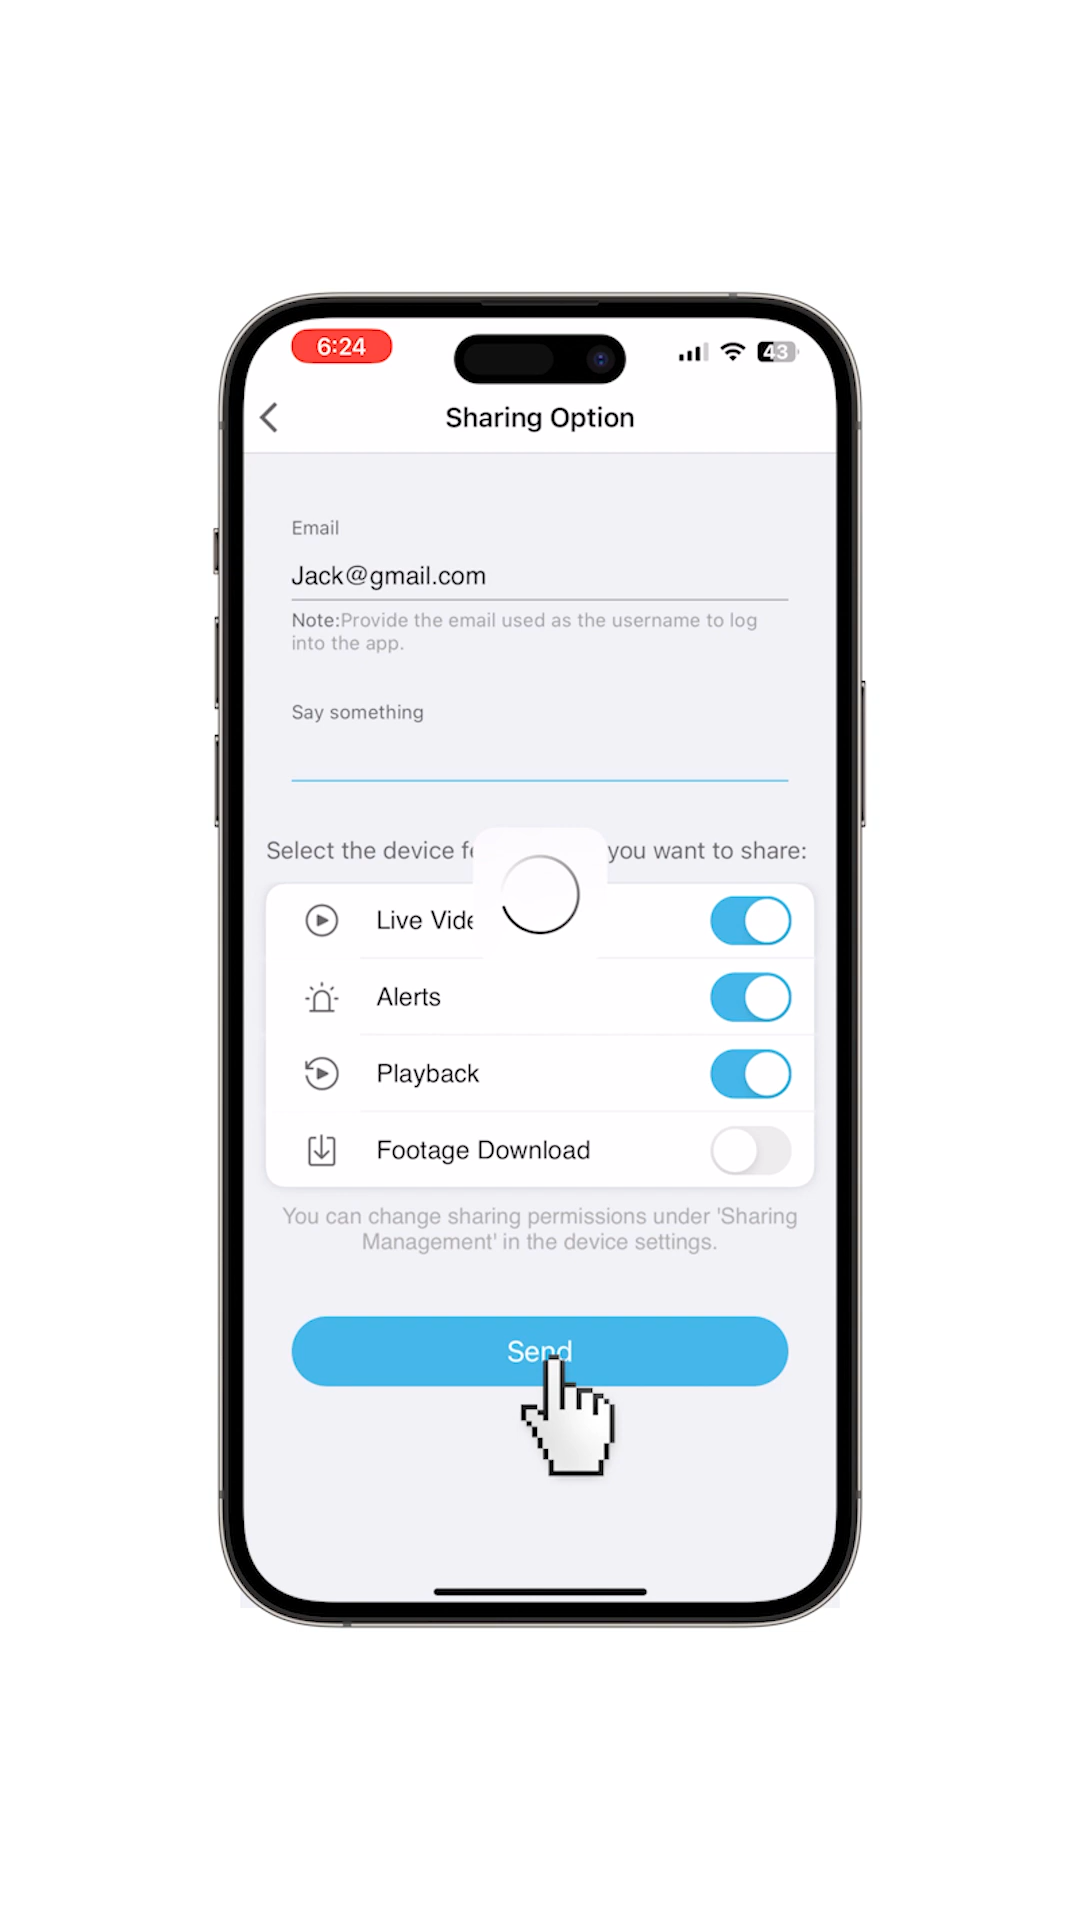 6:24
43
Sharing Option
Email
Jack@gmail.com
Note:Provide the email used as the username to log
into the app.
Say something
Select the device you want to share:
Live
Alerts
Playback
Footage Download
You can change sharing permissions under 'Sharing
Management' in the device settings.
Send